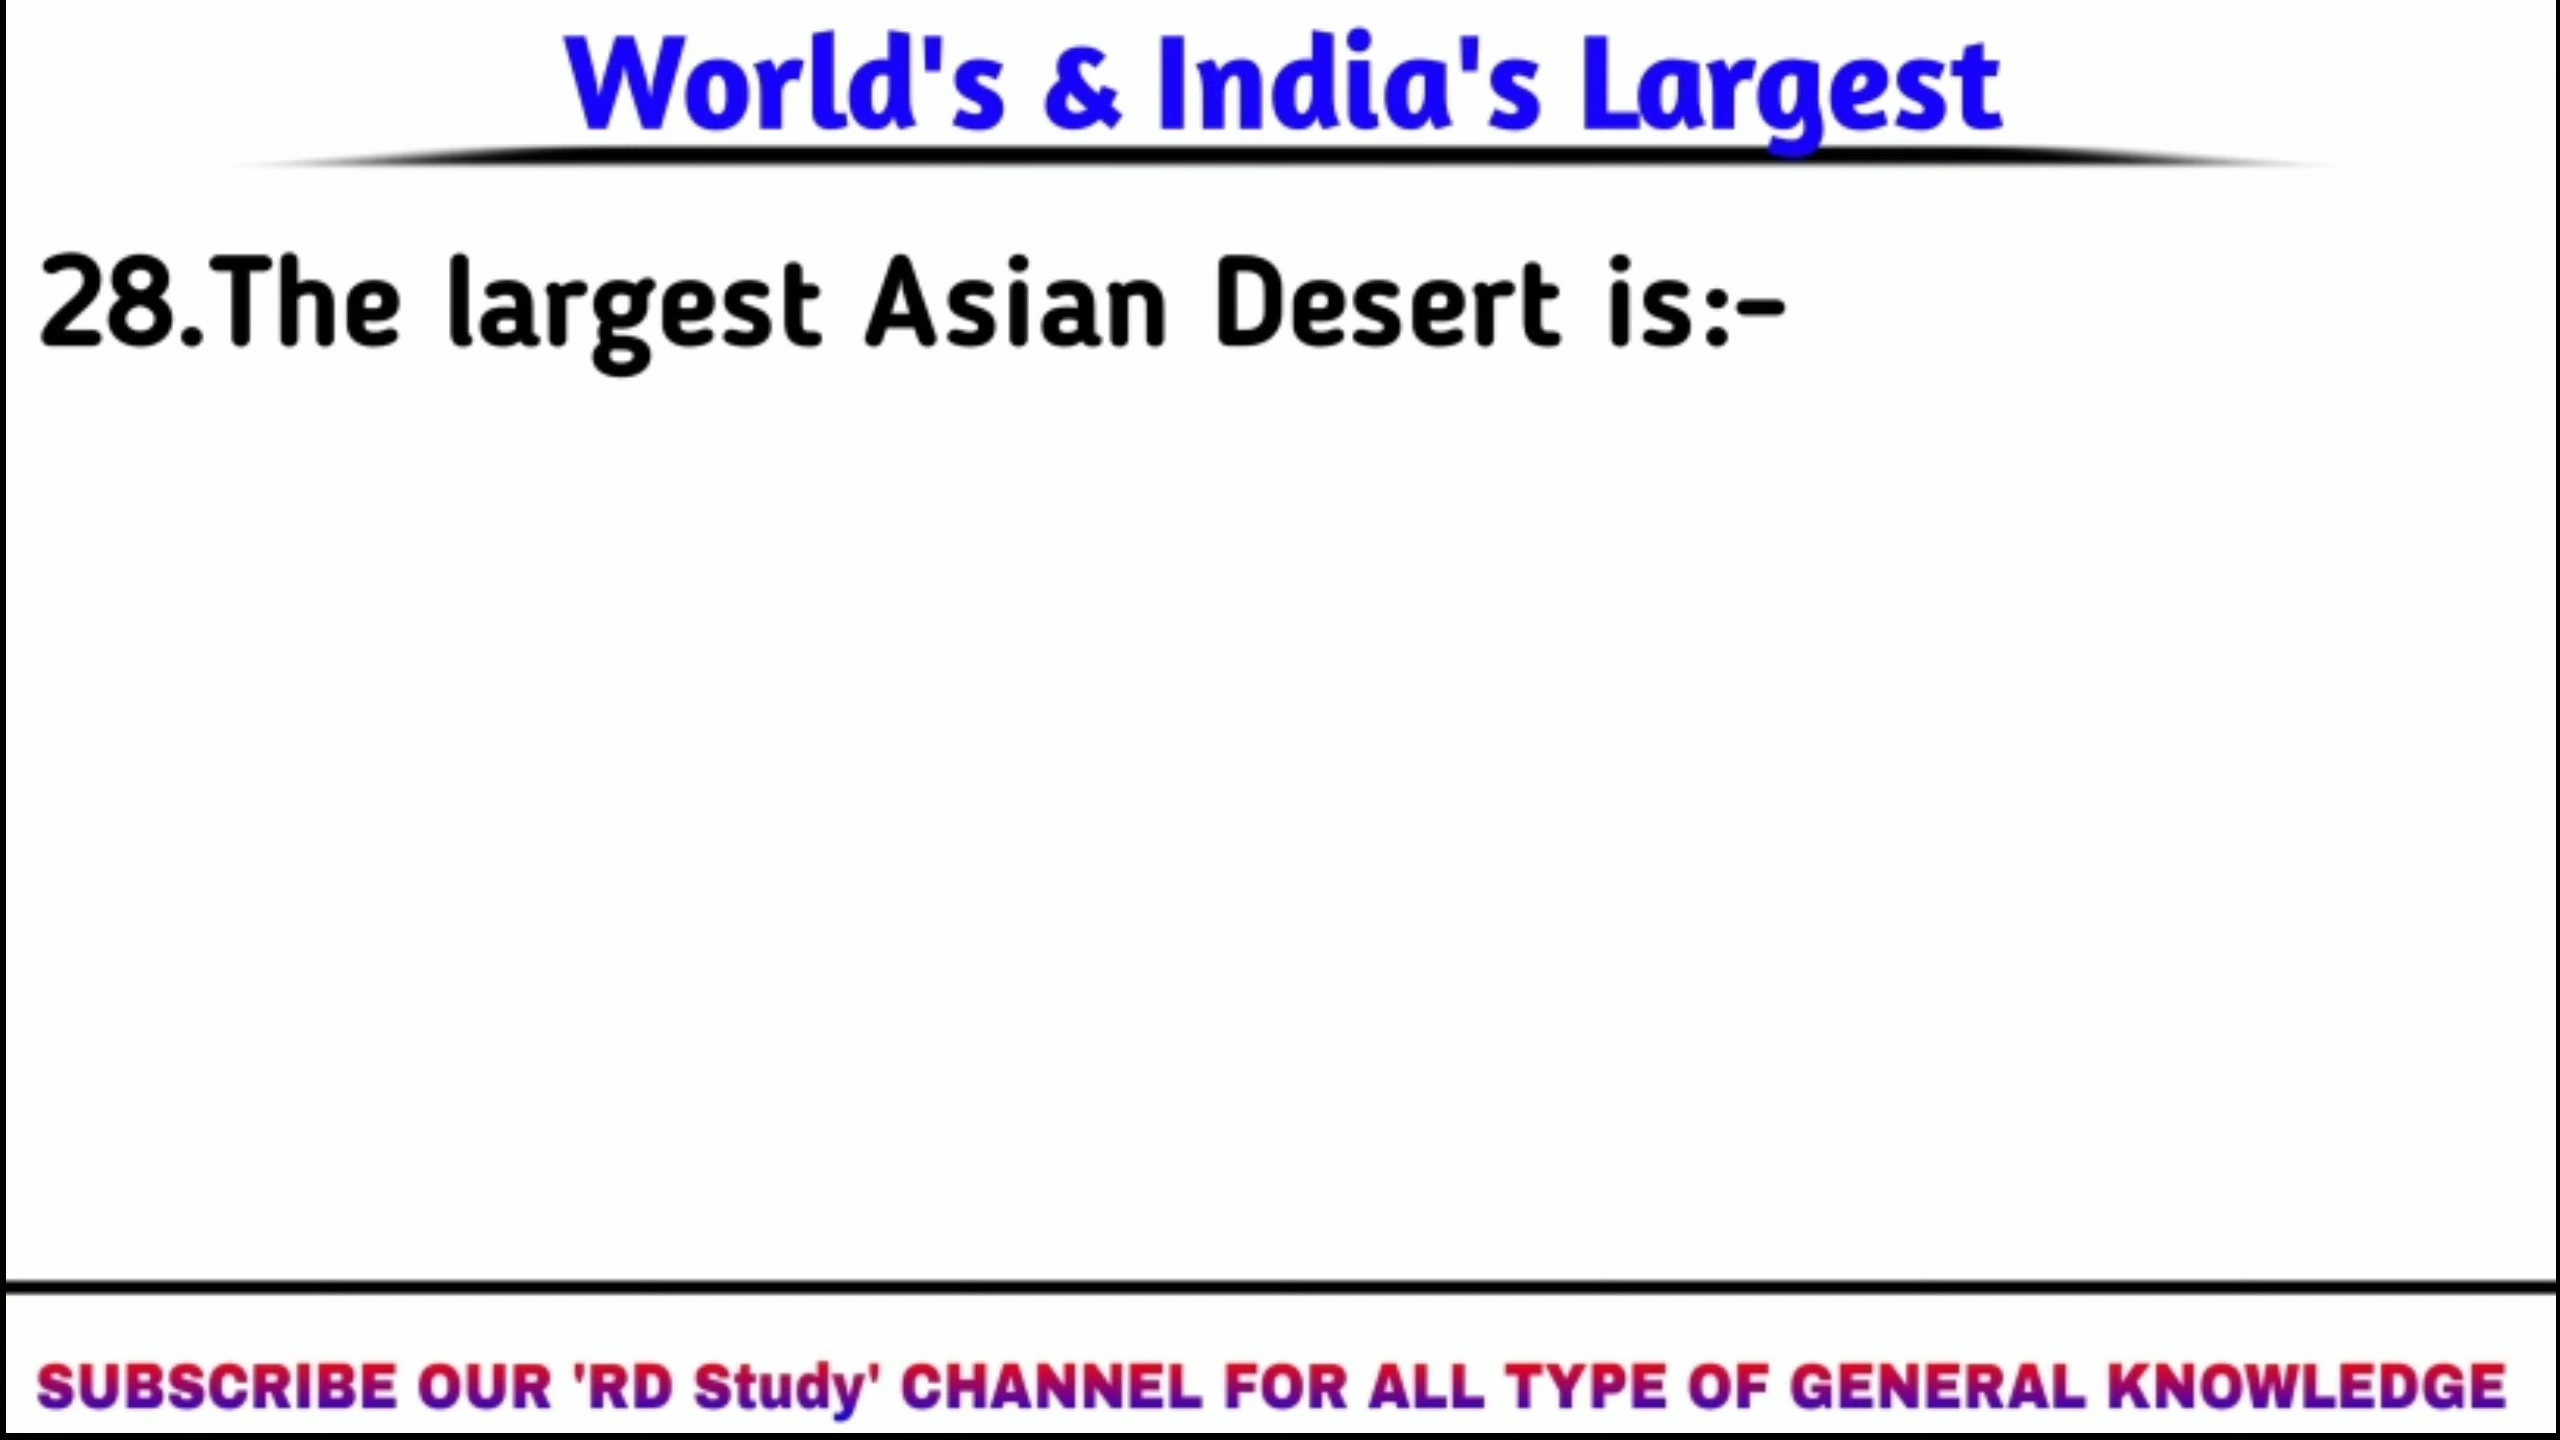 World's & India's Largest
28.The largest Asian Desert is:-
SUBSCRIBE OUR 'RD Study' CHANNEL FOR ALL TYPE OF GENERAL KNOWLEDGE